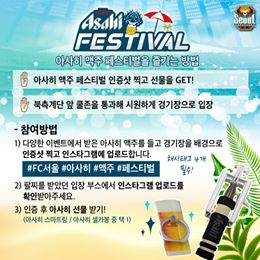 Asahi
FESTIVAL
아사히 맥주 페스티벌을 즐기는 방법
아사히 맥주 페스티벌 인증샷 찍고 선물을 GET!
북측계단 앞 쿨존을 통과해 시원하게 경기장으로 입장
- 참여방법
1) 다양한 이벤트에서 받은 아사히 맥주를 들고 경기장을 배경으로
인증샷 찍고 인스타그램에 업로드합니다.
#FC서울 #아사히 #맥주 #페스티벌
해시태그 4개
필수!
2) 팔찌를 받았던 입장 부스에서 인스타그램 업로드를
확인받아주세요.
3) 인증 후 아사히 선물 받기!
(아사히 스마트링 / 아사히 셀카봉 중 택 1)